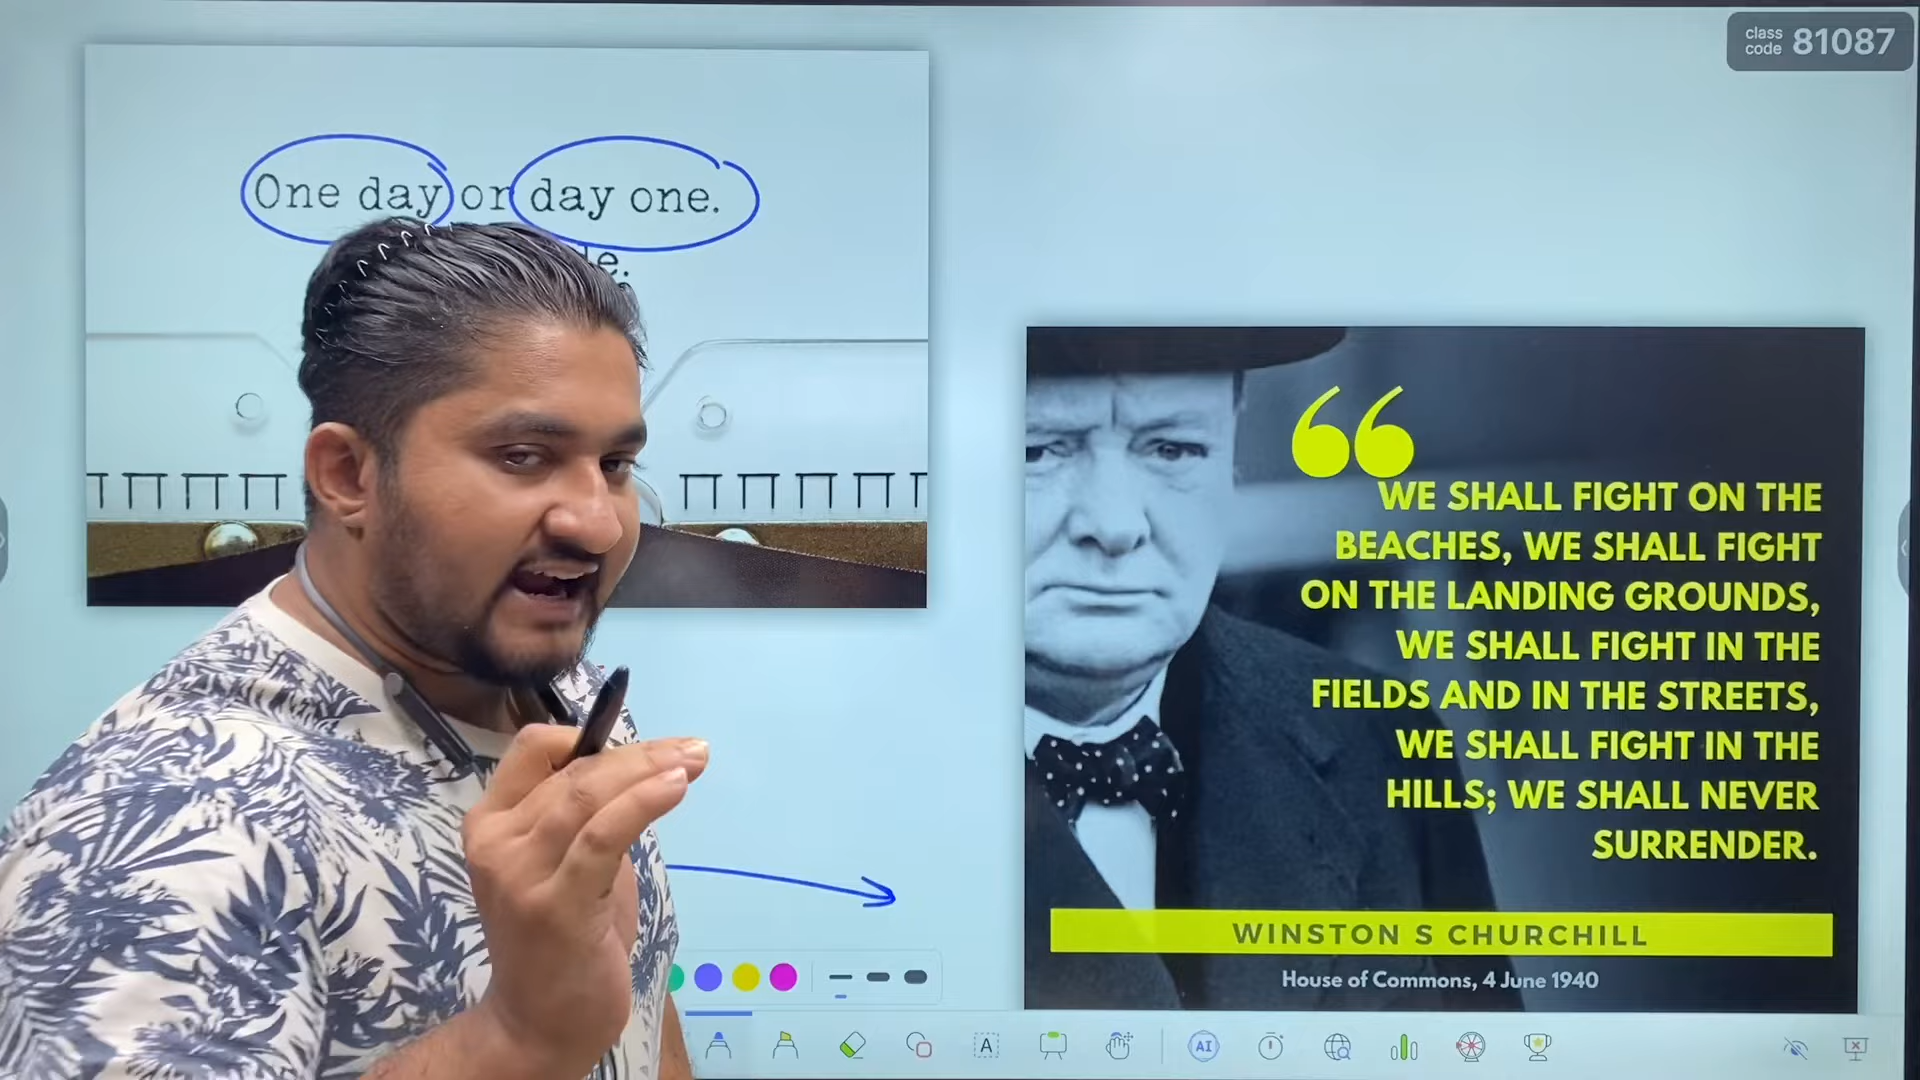 class
code 81087
One day or day one.
WE SHALL FIGHT ON THE
BEACHES, WE SHALL FIGHT
ON THE LANDING GROUNDS,
WE SHALL FIGHT IN THE
FIELDS AND IN THE STREETS,
WE SHALL FIGHT IN THE
HILLS; WE SHALL NEVER
SURRENDER.
WINSTON S CHURCHILL
House of Commons, 4 June 1940
A
AI